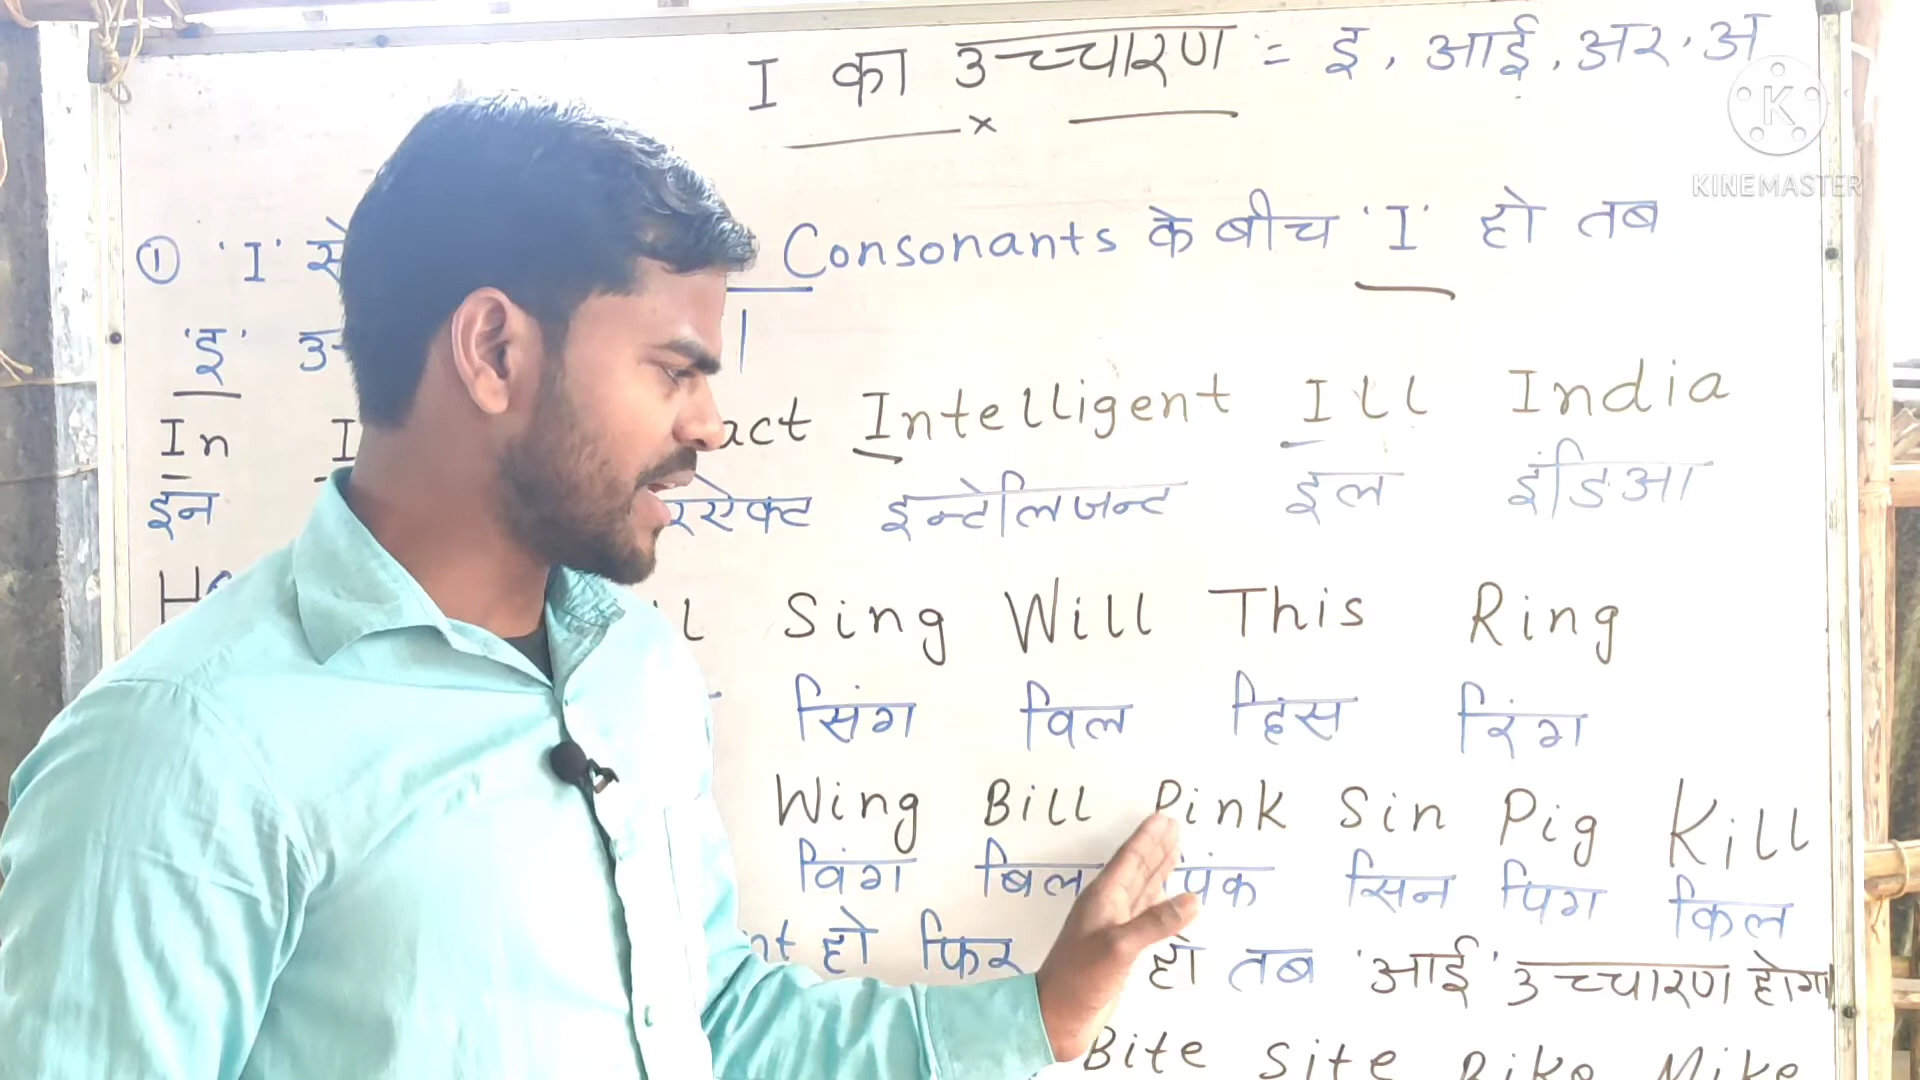 I का उच्चारण = इ, आई, अर, अ
KINEMASTER
① 'I' से Consonants के बीच 'I' हो तब
'इ'
In act Intelligent Ill India
इन रऐक्ट इन्टेलिजन्ट इल इंडिआ
Sing Will This Ring
सिंग विल दिस रिंग
Wing Bill Pink Sin Pig Kill
विंग बिल पिंक सिन पिग किल
हो फिर हो तब 'आई' उच्चारण होगा
Bite Site